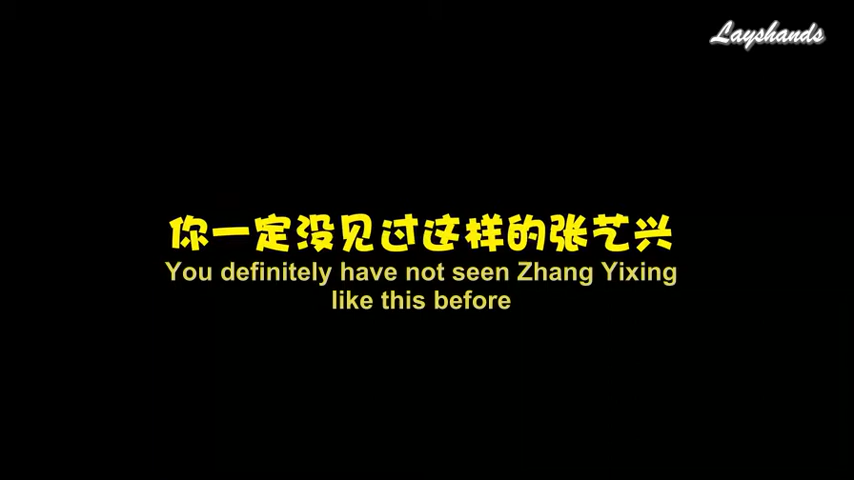 Layshands
你一定没见过这样的张艺兴
You definitely have not seen Zhang Yixing
like this before